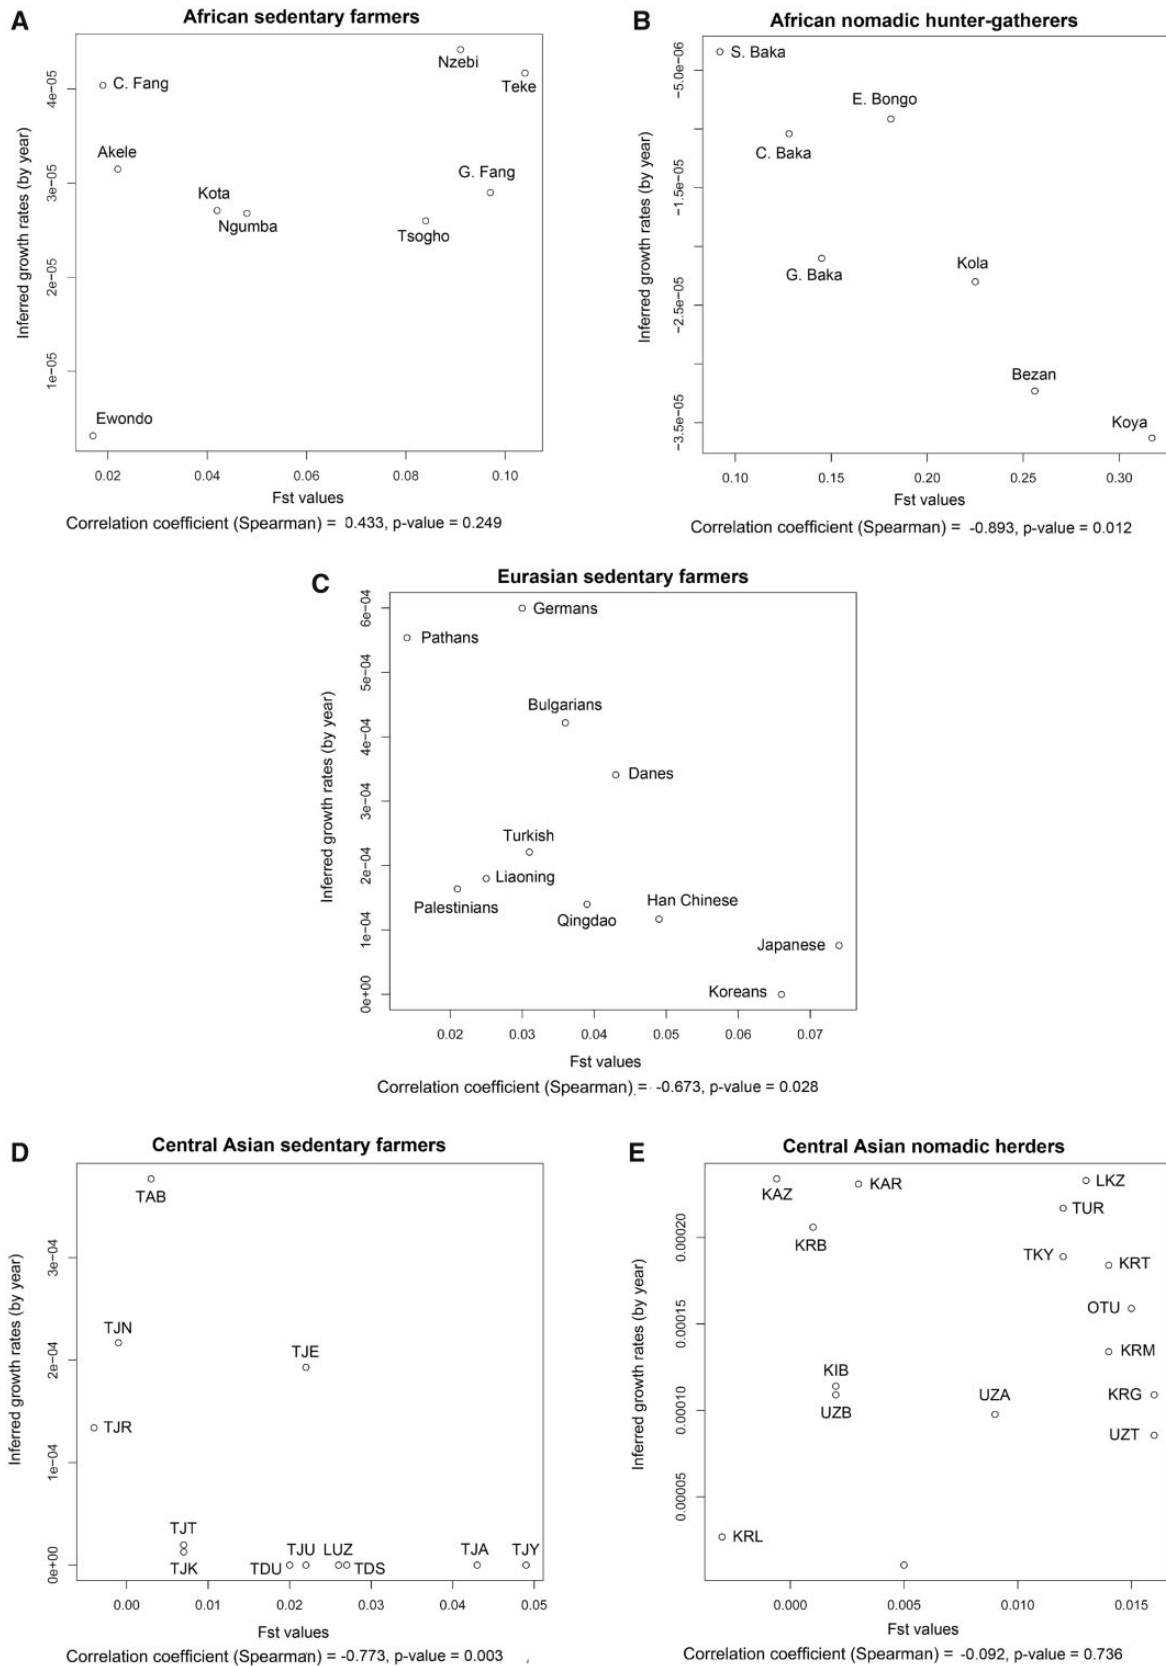 A
African sedentary farmers
Inferred growth rates (by year)
4e−05
3e−05
2e−05
1e−05
C. Fang
Nzebi
Teke
Akele
G. Fang
Kota
Ngumba
Tsogho
Ewondo
0.02 0.04 0.06 0.08 0.10
Fst values
Correlation coefficient (Spearman) = 0.433, p-value = 0.249
B
African nomadic hunter-gatherers
Inferred growth rates (by year)
−5.0e−06
−1.5e−05
−2.5e−05
−3.5e−05
S. Baka
E. Bongo
C. Baka
G. Baka
Kola
Bezan
Koya
0.10 0.15 0.20 0.25 0.30
Fst values
Correlation coefficient (Spearman) = -0.893, p-value = 0.012
C
Eurasian sedentary farmers
Inferred growth rates (by year)
6e−04
5e−04
4e−04
3e−04
2e−04
1e−04
0e+00
Germans
Pathans
Bulgarians
Danes
Turkish
Liaoning
Palestinians
Han Chinese
Qingdao
Japanese
Koreans
0.02 0.03 0.04 0.05 0.06 0.07
Fst values
Correlation coefficient (Spearman) = -0.673, p-value = 0.028
D
Central Asian sedentary farmers
Inferred growth rates (by year)
3e−04
2e−04
1e−04
0e+00
TAB
TJN
TJE
TJR
TJT
TJK
TJU LUZ TJA TJY
TDU TDS
0.00 0.01 0.02 0.03 0.04 0.05
Fst values
Correlation coefficient (Spearman) = -0.773, p-value = 0.003
E
Central Asian nomadic herders
Inferred growth rates (by year)
0.00020
0.00015
0.00010
0.00005
KAZ
KAR
LKZ
TUR
KRB
TKY
KRT
OTU
KRM
KIB
UZB
UZA
KRG
UZT
KRL
0.000 0.005 0.010 0.015
Fst values
Correlation coefficient (Spearman) = -0.092, p-value = 0.736